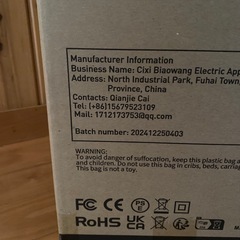 Manufacturer Information
Business Name: Cixi Biaowang Electric App
Address: North Industrial Park, Fuhai Town
Province, China
Contacts: Qianjie Cai
Tel: (+86)15679523109
Mail: 1712173753@qq.com
Batch number: 202412250403
WARNING:
To avoid danger of suffocation, keep this plastic bag a
and children. Do not use this bag in cribs, beds, carriag
This bag is not a toy.
FC CE PS E
RoHS UK CA